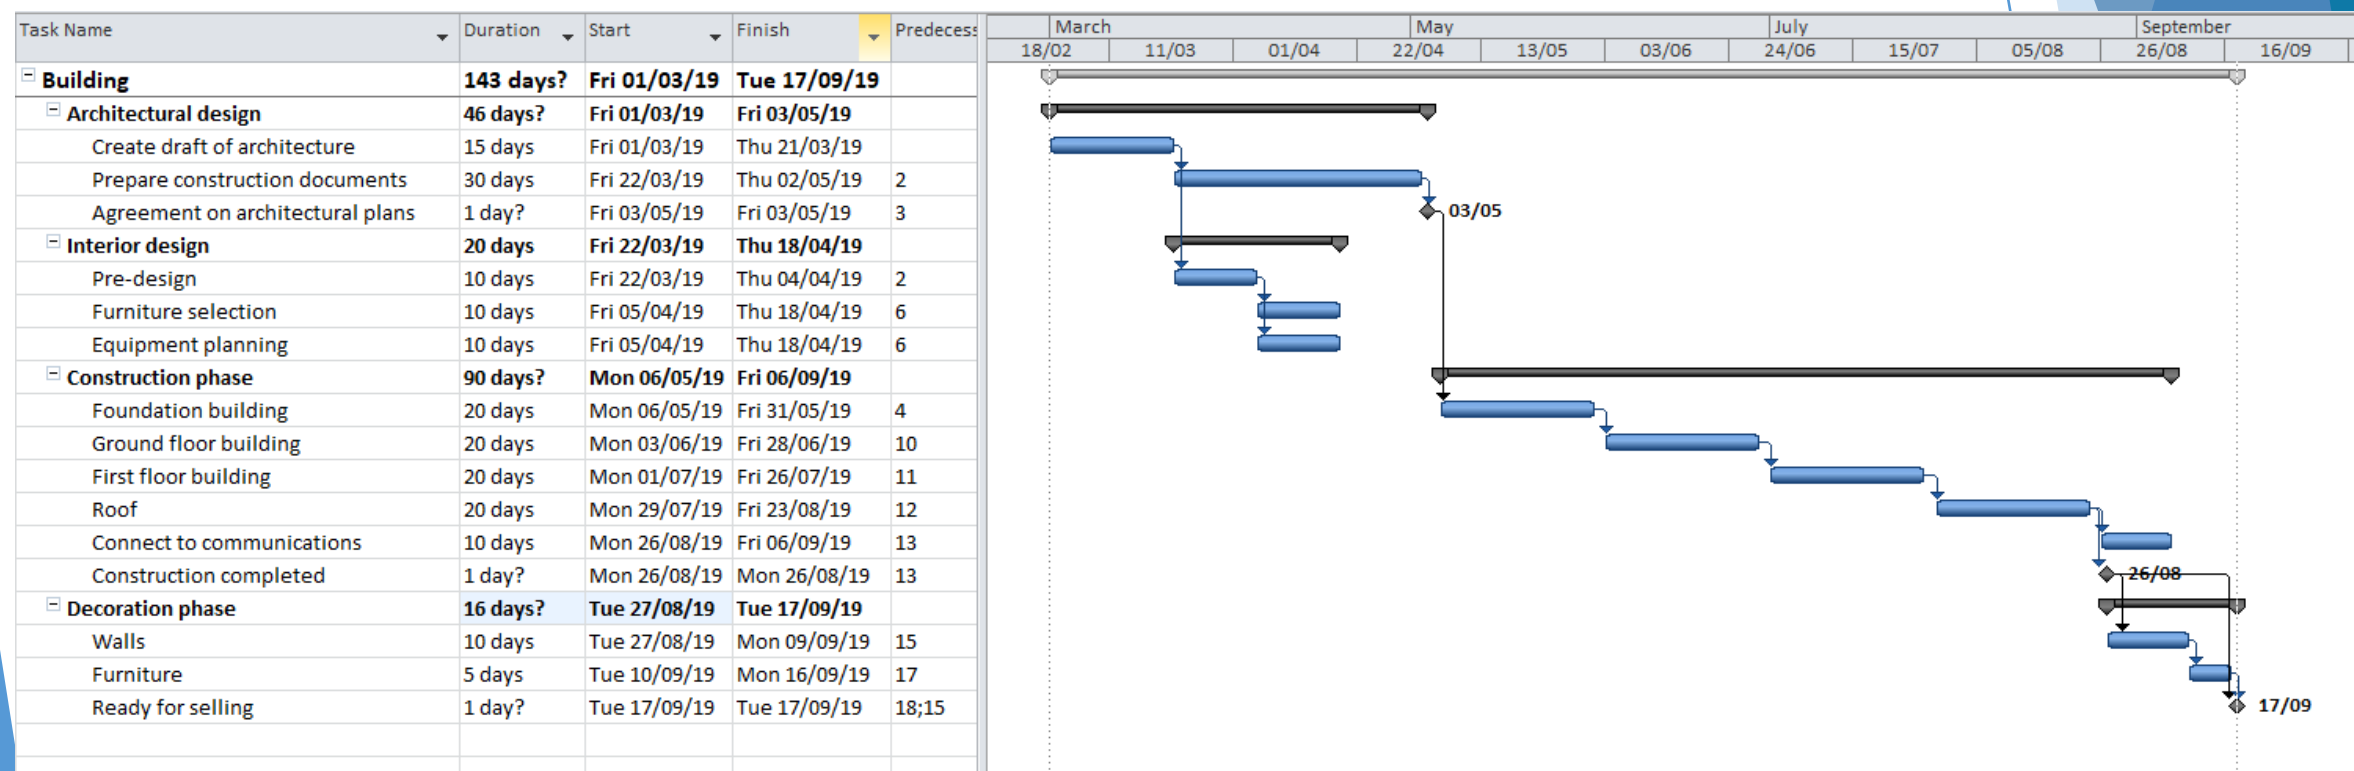 Task Name Duration Start Finish Predecess March May July September
18/02 11/03 01/04 22/04 13/05 03/06 24/06 15/07 05/08 26/08 16/09
Building 143 days? Fri 01/03/19 Tue 17/09/19
Architectural design 46 days? Fri 01/03/19 Fri 03/05/19
Create draft of architecture 15 days Fri 01/03/19 Thu 21/03/19
Prepare construction documents 30 days Fri 22/03/19 Thu 02/05/19 2
Agreement on architectural plans 1 day? Fri 03/05/19 Fri 03/05/19 3 03/05
Interior design 20 days Fri 22/03/19 Thu 18/04/19
Pre-design 10 days Fri 22/03/19 Thu 04/04/19 2
Furniture selection 10 days Fri 05/04/19 Thu 18/04/19 6
Equipment planning 10 days Fri 05/04/19 Thu 18/04/19 6
Construction phase 90 days? Mon 06/05/19 Fri 06/09/19
Foundation building 20 days Mon 06/05/19 Fri 31/05/19 4
Ground floor building 20 days Mon 03/06/19 Fri 28/06/19 10
First floor building 20 days Mon 01/07/19 Fri 26/07/19 11
Roof 20 days Mon 29/07/19 Fri 23/08/19 12
Connect to communications 10 days Mon 26/08/19 Fri 06/09/19 13
Construction completed 1 day? Mon 26/08/19 Mon 26/08/19 13 26/08
Decoration phase 16 days? Tue 27/08/19 Tue 17/09/19
Walls 10 days Tue 27/08/19 Mon 09/09/19 15
Furniture 5 days Tue 10/09/19 Mon 16/09/19 17
Ready for selling 1 day? Tue 17/09/19 Tue 17/09/19 18;15 17/09